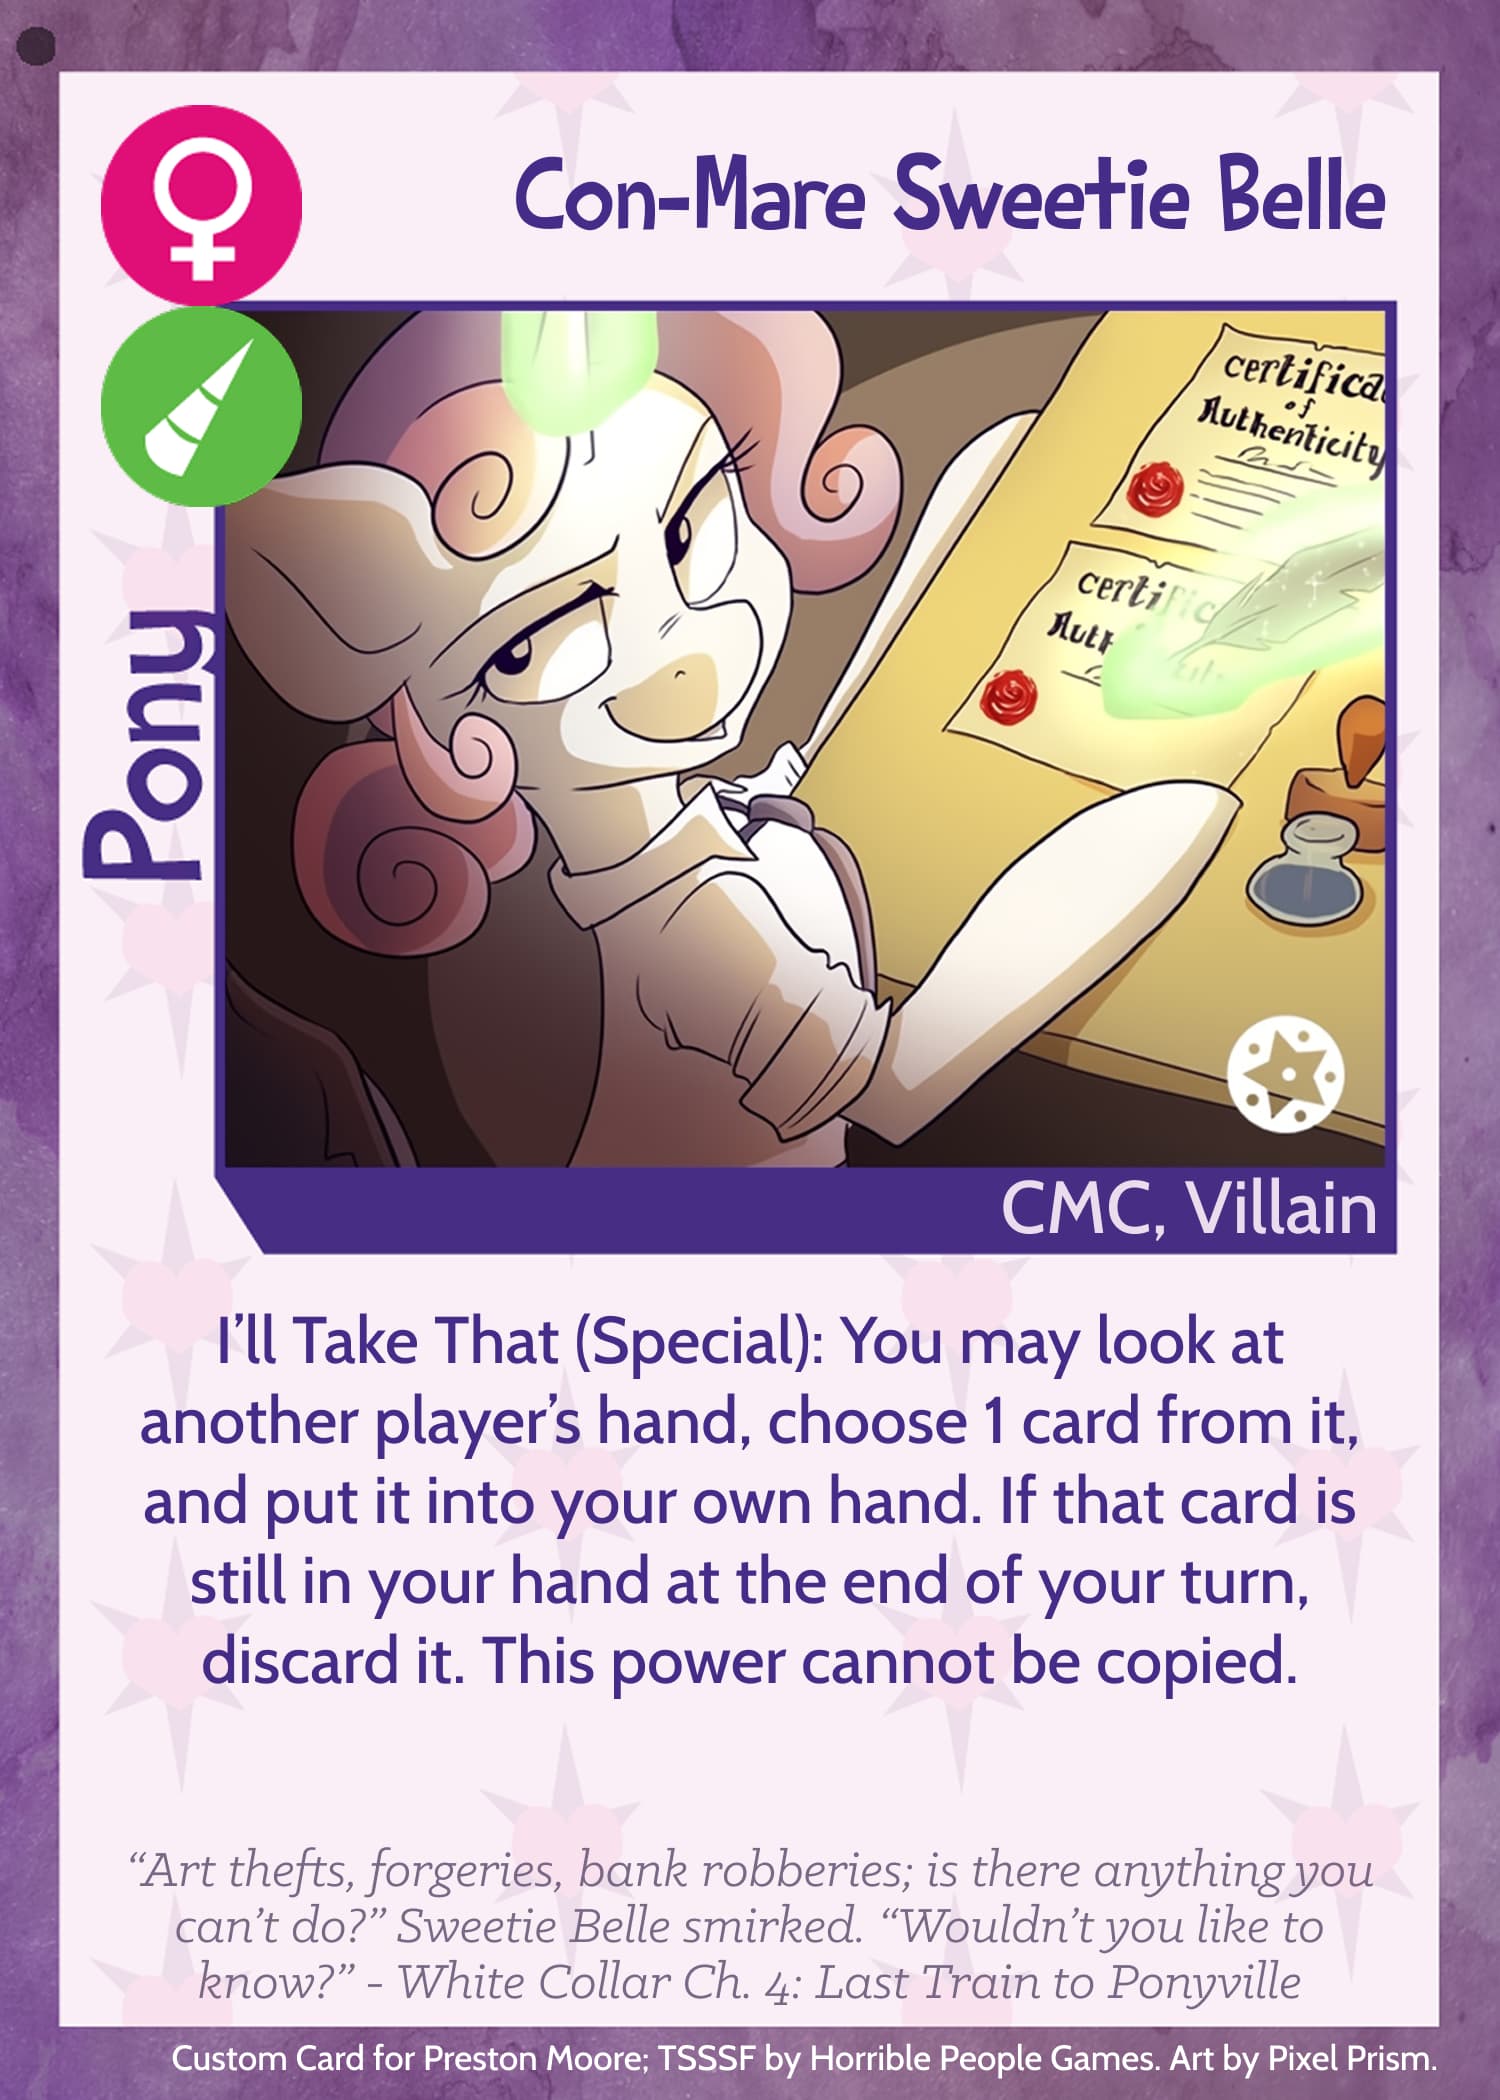 Con-Mare Sweetie Belle
Pony
certifica
of
Authenticity
certific
Aut
CMC, Villain
I'll Take That (Special): You may look at
another player's hand, choose 1 card from it,
and put it into your own hand. If that card is
still in your hand at the end of your turn,
discard it. This power cannot be copied.
“Art thefts, forgeries, bank robberies; is there anything you
can't do?” Sweetie Belle smirked. “Wouldn't you like to
know?” - White Collar Ch. 4: Last Train to Ponyville
Custom Card for Preston Moore; TSSSF by Horrible People Games. Art by Pixel Prism.